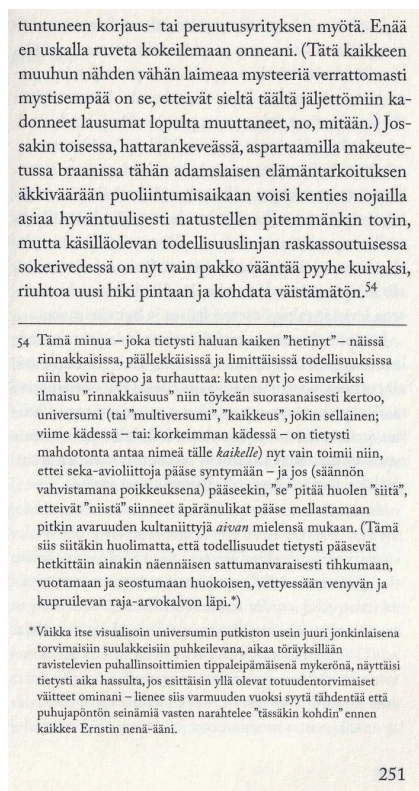 tuntuneen korjaus- tai peruutusyrityksen myötä. Enää
en uskalla ruveta kokeilemaan onneani. (Tätä kaikkeen
muuhun nähden vähän laimeaa mysteeriä verrattomasti
mystisempää on se, etteivät sieltä täältä jäljettömiin ka-
donneet lausumat lopulta muuttaneet, no, mitään.) Jos-
sakin toisessa, hattarankeveässä, aspartaamilla makeute-
tussa braanissa tähän adamslaisen elämäntarkoituksen
äkkiväärään puoliintumisaikaan voisi kenties nojailla
asiaa hyväntuulisesti natustellen pitemmänkin tovin,
mutta käsilläolevan todellisuuslinjan raskassoutuisessa
sokerivedessä on nyt vain pakko vääntää pyyhe kuivaksi,
riuhtoa uusi hiki pintaan ja kohdata väistämätön.54
54 Tämä minua – joka tietysti haluan kaiken ”hetinyt” – näissä
rinnakkaisissa, päällekkäisissä ja limittäisissä todellisuuksissa
niin kovin riepoo ja turhauttaa: kuten nyt jo esimerkiksi
ilmaisu ”rinnakkaisuus” niin töykeän suorasanaisesti kertoo,
universumi (tai ”multiversumi”, ”kaikkeus”, jokin sellainen;
viime kädessä – tai: korkeimman kädessä – on tietysti
mahdotonta antaa nimeä tälle kaikelle) nyt vain toimii niin,
ettei seka-avioliittoja pääse syntymään – ja jos (säännön
vahvistamana poikkeuksena) pääseekin, ”se” pitää huolen ”siitä”,
etteivät ”niistä” siinneet äpäränulikat pääse mellastamaan
pitkin avaruuden kultaniittyjä aivan mielensä mukaan. (Tämä
siis siitäkin huolimatta, että todellisuudet tietysti pääsevät
hetkittäin ainakin näennäisen sattumanvaraisesti tihkumaan,
vuotamaan ja seostumaan huokoisen, vettyessään venyvän ja
kupruilevan raja-arvokalvon läpi.*)
* Vaikka itse visualisoin universumin putkiston usein juuri jonkinlaisena
torvimaisiin suulakkeisiin puhkeilevana, aikaa töräyksillään
ravistelevien puhallinsoittimien tippaleipämäisenä mykerönä, näyttäisi
tietysti aika hassulta, jos esittäisin yllä olevat totuudentorvimaiset
väitteet ominani – lienee siis varmuuden vuoksi syytä tähdentää että
puhujapöntön seinämiä vasten narahtelee ”tässäkin kohdin” ennen
kaikkea Ernstin nenä-ääni.
251